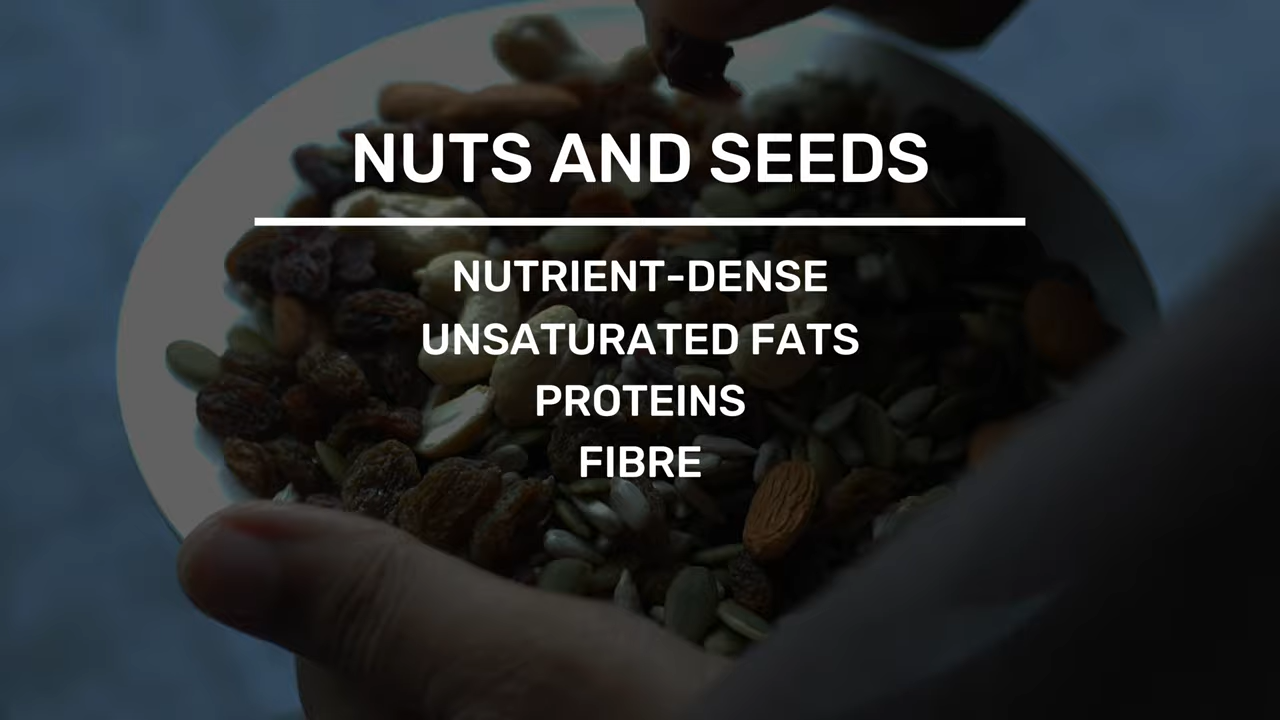 NUTS AND SEEDS
NUTRIENT-DENSE
UNSATURATED FATS
PROTEINS
FIBRE